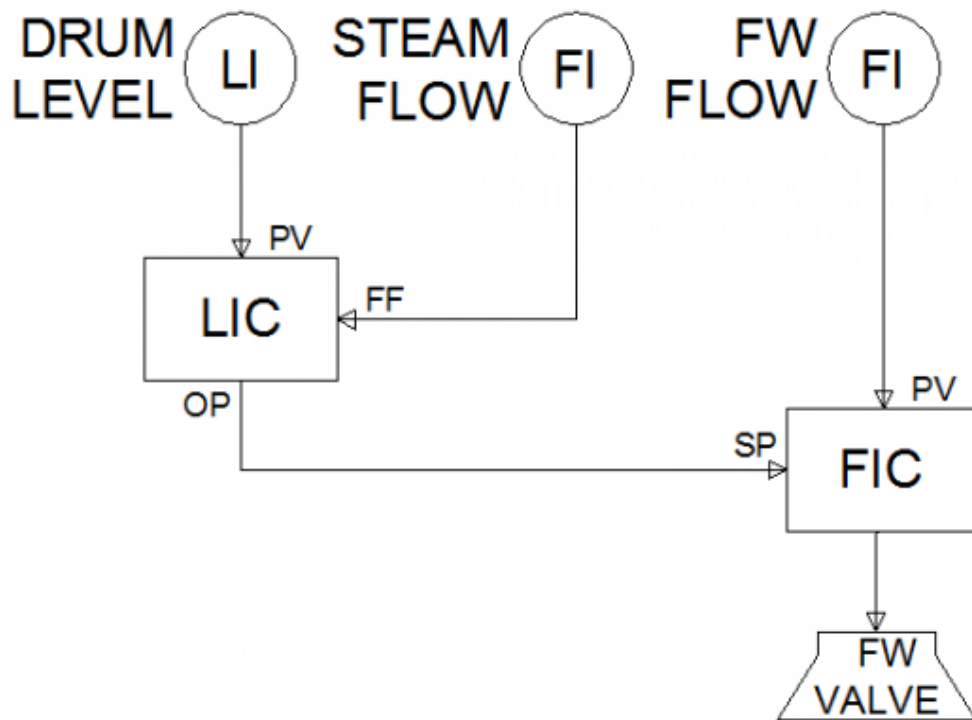 DRUM
LEVEL
LI
STEAM
FLOW
FI
FW
FLOW
FI
PV
LIC
FF
OP
PV
SP
FIC
FW
VALVE